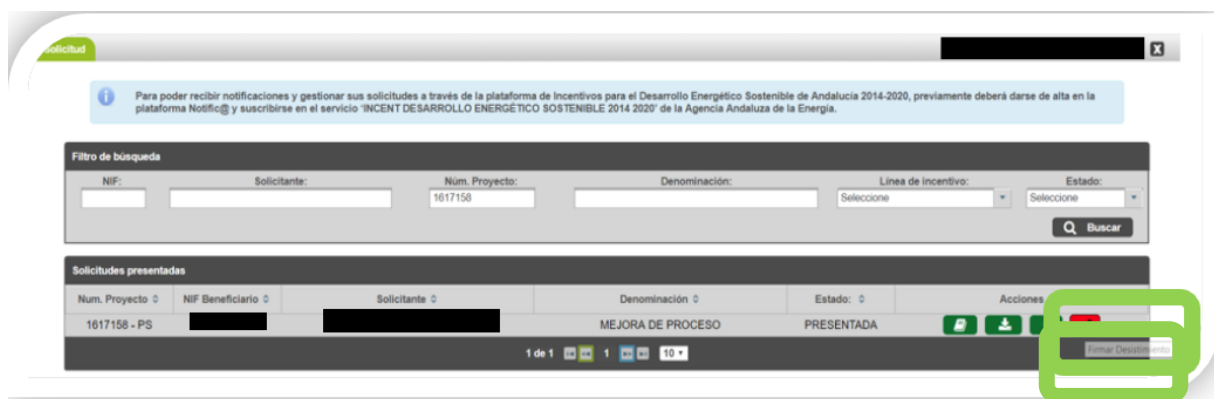 Solicitud
X
Para poder recibir notificaciones y gestionar sus solicitudes a través de la plataforma de Incentivos para el Desarrollo Energético Sostenible de Andalucía 2014-2020, previamente deberá darse de alta en la
plataforma Notific@ y suscribirse en el servicio "INCENT DESARROLLO ENERGÉTICO SOSTENIBLE 2014 2020" de la Agencia Andaluza de la Energía.
Filtro de búsqueda
NIF: Solicitante: Núm. Proyecto: Denominación: Línea de incentivo: Estado:
1617158 Seleccione Seleccione
Buscar
Solicitudes presentadas
Num. Proyecto NIF Beneficiario Solicitante Denominación Estado: Acciones
1617158 - PS MEJORA DE PROCESO PRESENTADA
1 de 1 1 10
Firmar Desistimiento